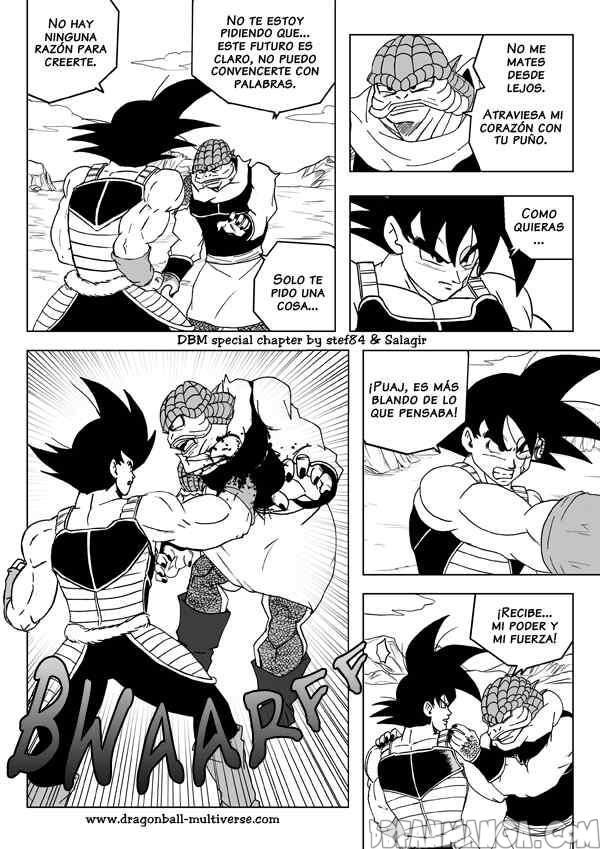 NO HAY
NINGUNA
RAZÓN PARA
CREERTE.
NO TE ESTOY
PIDIENDO QUE...
ESTE FUTURO ES
CLARO, NO PUEDO
CONVENCERTE CON
PALABRAS.
SOLO TE
PIDO UNA
COSA...
NO ME
MATES
DESDE
LEJOS.
ATRAVIESA MI
CORAZÓN CON
TU PUÑO.
COMO
QUIERAS
...
DBM special chapter by stef84 & Salagir
BWAARFF
¡PUAJ, ES MÁS
BLANDO DE LO
QUE PENSABA!
¡RECIBE...
MI PODER Y
MI FUERZA!
www.dragonball-multiverse.com